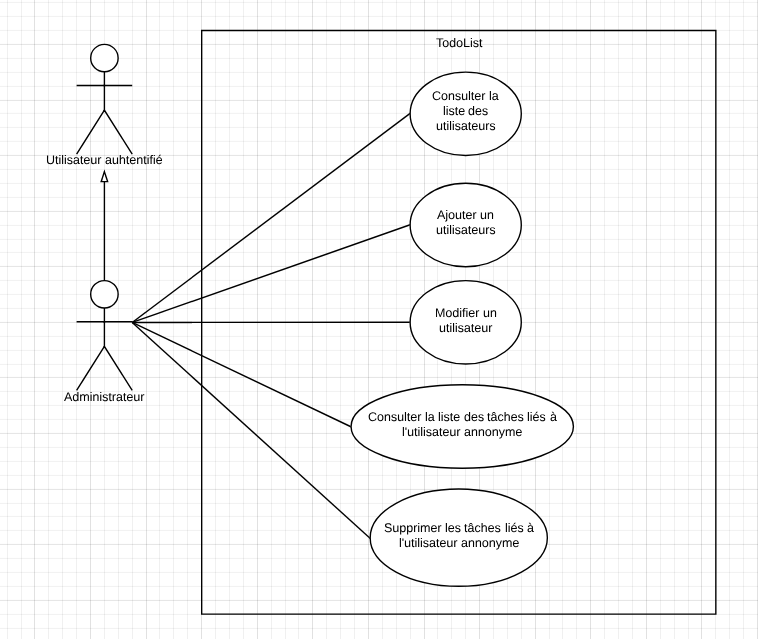 TodoList
Consulter la
liste des
utilisateurs
Utilisateur auhtentifié
Ajouter un
utilisateurs
Modifier un
utilisateur
Administrateur
Consulter la liste des tâches liés à
l'utilisateur annonyme
Supprimer les tâches liés à
l'utilisateur annonyme